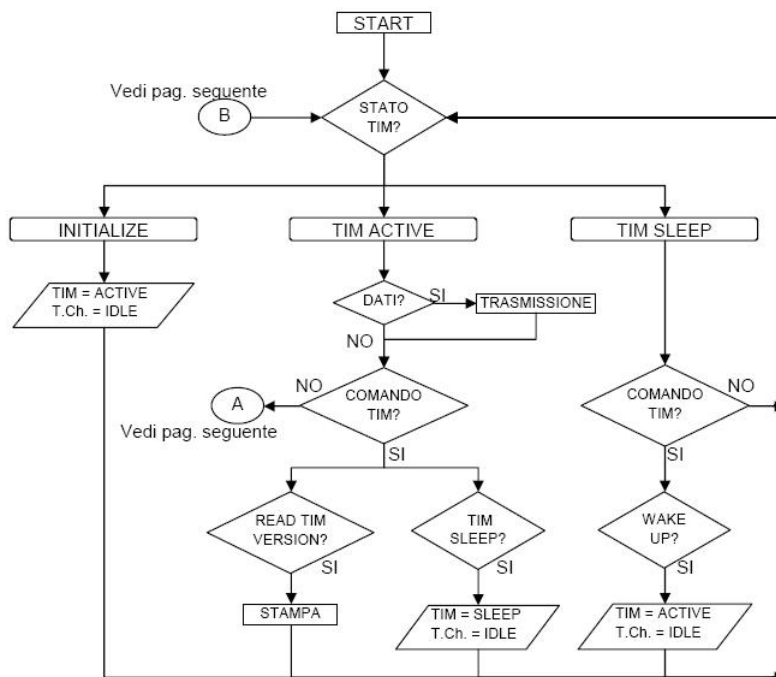 START
Vedi pag. seguente
B
STATO
TIM?
INITIALIZE
TIM ACTIVE
TIM SLEEP
TIM = ACTIVE
T.Ch. = IDLE
DATI?
SI
TRASMISSIONE
NO
NO
A
Vedi pag. seguente
COMANDO
TIM?
SI
COMANDO
TIM?
NO
SI
READ TIM
VERSION?
SI
TIM
SLEEP?
SI
WAKE
UP?
SI
STAMPA
TIM = SLEEP
T.Ch. = IDLE
TIM = ACTIVE
T.Ch. = IDLE